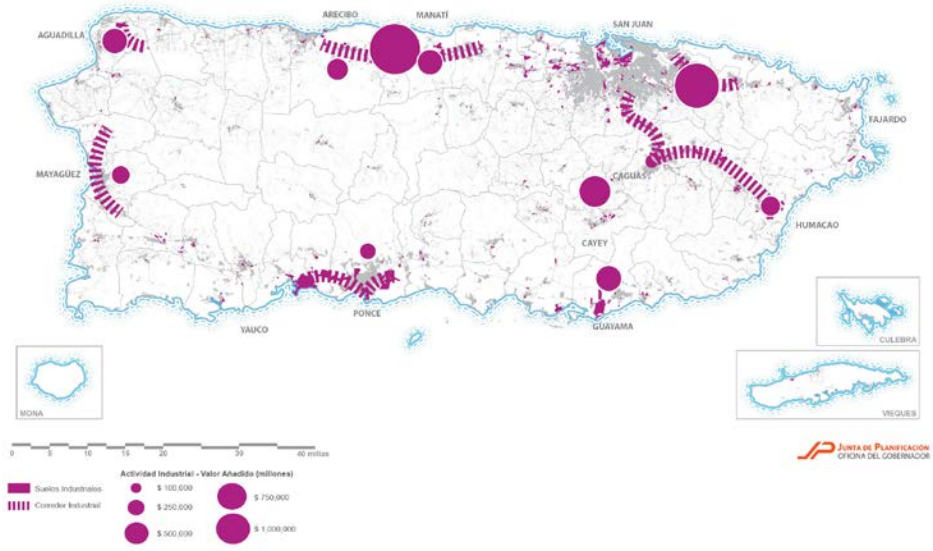 ARECIBO
MANATÍ
SAN JUAN
AGUADILLA
FAJARDO
MAYAGÜEZ
CAGUAS
HUMACAO
CAYEY
YAUCO
PONCE
GUAYAMA
CULEBRA
MONA
VIEQUES
0 5 10 15 20 30 40 millas
JP JUNTA DE PLANIFICACIÓN
OFICINA DEL GOBERNADOR
Actividad Industrial - Valor Añadido (millones)
Suelos Industriales
Corredor Industrial
$ 100,000
$ 250,000
$ 500,000
$ 750,000
$ 1,000,000